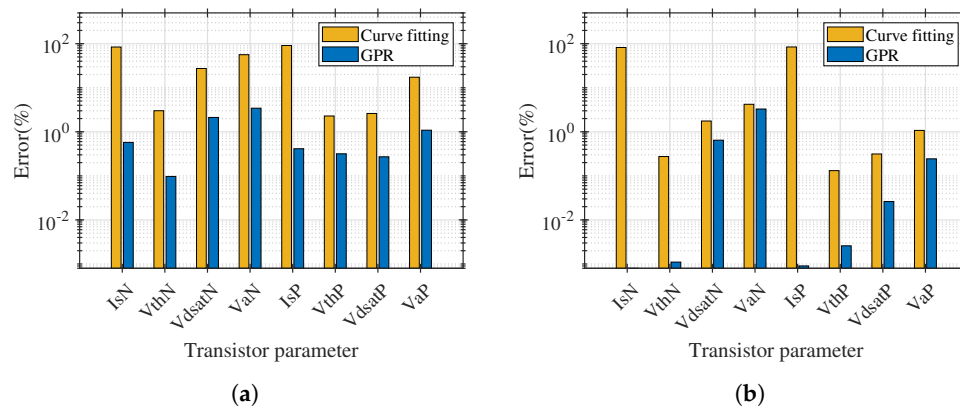 Curve fitting
GPR
10^2
10^0
10^-2
Error(%)
IsN
VthN
VdsatN
VaN
IsP
VthP
VdsatP
VaP
Transistor parameter
(a)
Curve fitting
GPR
10^2
10^0
10^-2
Error(%)
IsN
VthN
VdsatN
VaN
IsP
VthP
VdsatP
VaP
Transistor parameter
(b)